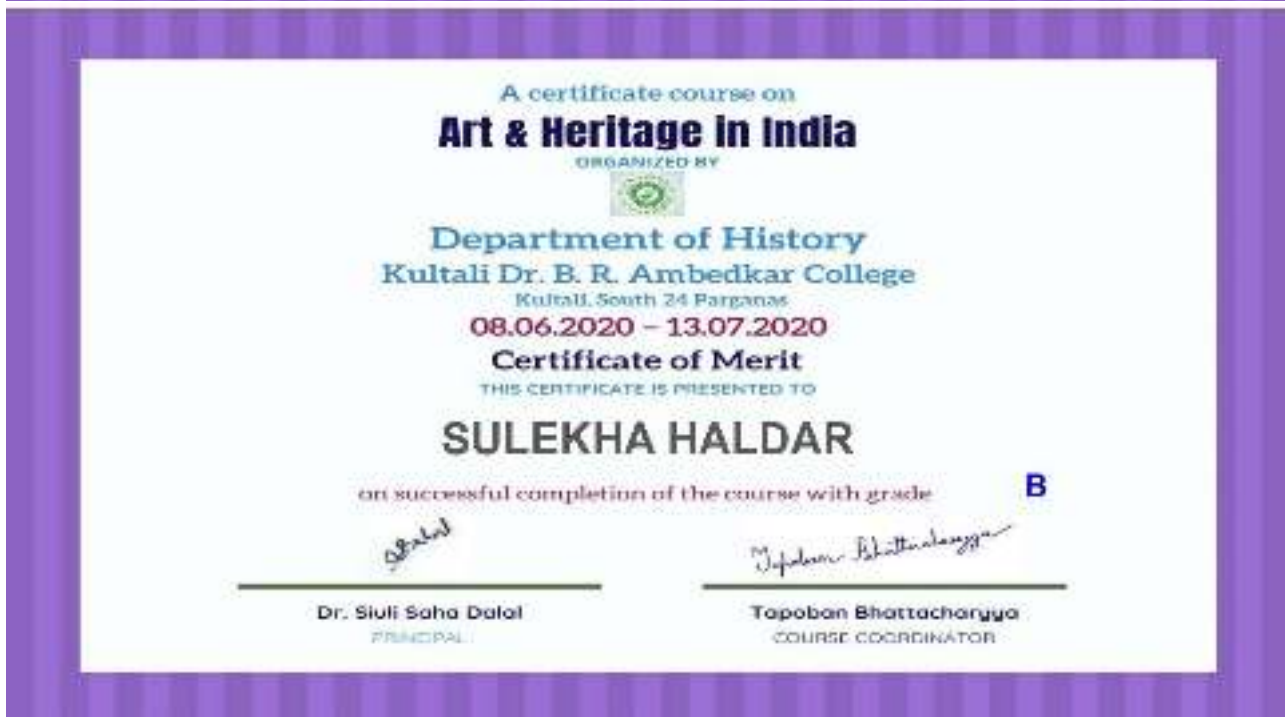 A certificate course on
Art & Heritage in India
ORGANIZED BY
Department of History
Kultali Dr. B. R. Ambedkar College
Kultali, South 24 Parganas
08.06.2020 – 13.07.2020
Certificate of Merit
THIS CERTIFICATE IS PRESENTED TO
SULEKHA HALDAR
on successful completion of the course with grade B
Tapoban Bhattacharyya
Dr. Siuli Saha Dalal Tapoban Bhattacharyya
PRINCIPAL COURSE COORDINATOR